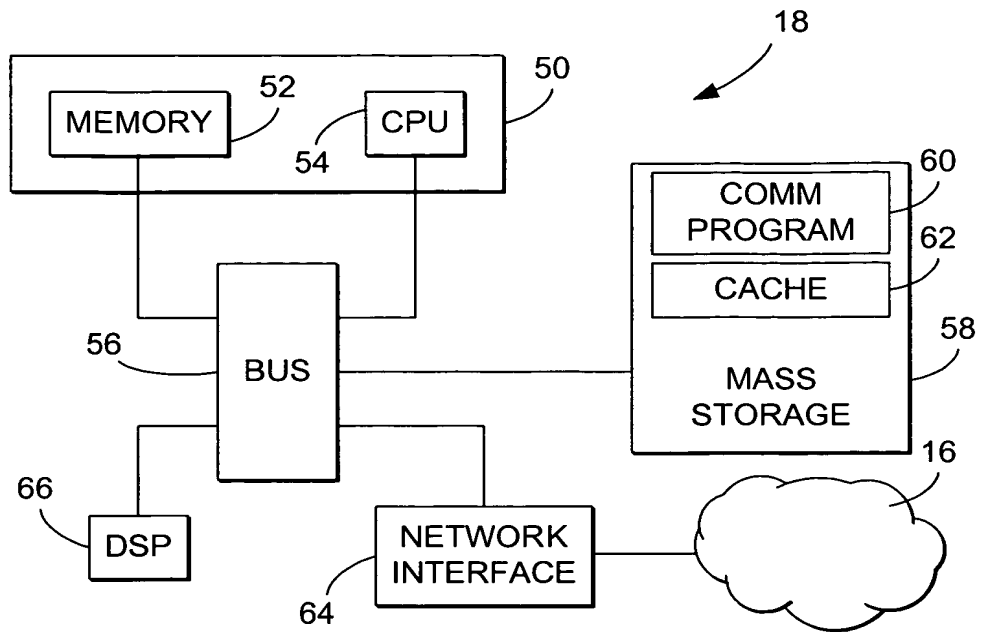 18
50
52
MEMORY
CPU
54
60
COMM
PROGRAM
62
CACHE
56
BUS
58
MASS
STORAGE
16
66
DSP
NETWORK
INTERFACE
64